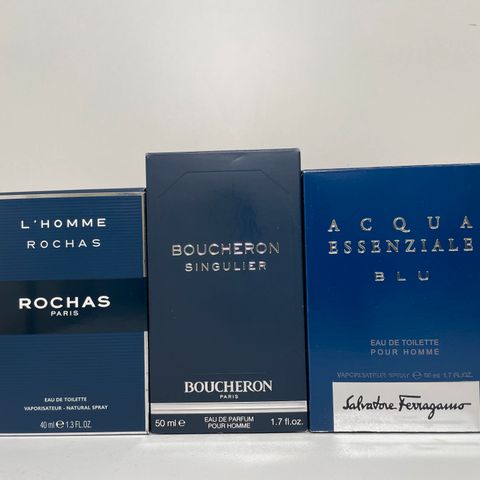 L'HOMME
ROCHAS
ROCHAS
PARIS
EAU DE TOILETTE
VAPORISATEUR - NATURAL SPRAY
40 ml ℮ 1.3 FL.OZ.
BOUCHERON
SINGULIER
BOUCHERON
PARIS
50 ml ℮ EAU DE PARFUM POUR HOMME 1.7 fl.oz.
ACQUA
ESSENZIALE
BLU
EAU DE TOILETTE
POUR HOMME
VAPORISATEUR SPRAY ℮ 50 ml 1.7 FL.OZ.
Salvatore Ferragamo